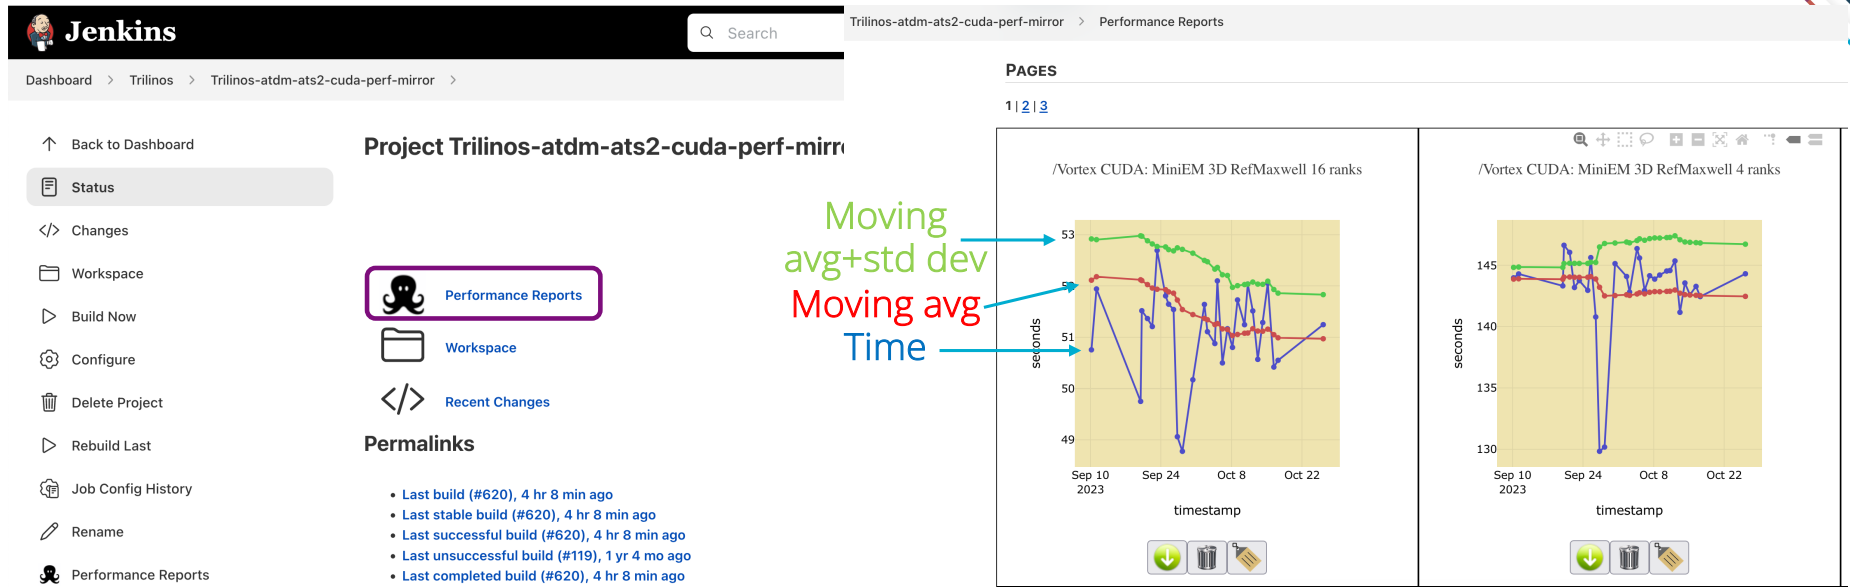 Jenkins
Search
Dashboard > Trilinos > Trilinos-atdm-ats2-cuda-perf-mirror >
Back to Dashboard
Status
Changes
Workspace
Build Now
Configure
Delete Project
Rebuild Last
Job Config History
Rename
Performance Reports
Project Trilinos-atdm-ats2-cuda-perf-mirr
Performance Reports
Workspace
Recent Changes
Permalinks
• Last build (#620), 4 hr 8 min ago
• Last stable build (#620), 4 hr 8 min ago
• Last successful build (#620), 4 hr 8 min ago
• Last unsuccessful build (#119), 1 yr 4 mo ago
• Last completed build (#620), 4 hr 8 min ago
Trilinos-atdm-ats2-cuda-perf-mirror > Performance Reports
PAGES
1 | 2 | 3
Moving
avg+std dev
Moving avg
Time
/Vortex CUDA: MiniEM 3D RefMaxwell 16 ranks
53
51
50
49
seconds
Sep 10 Sep 24 Oct 8 Oct 22
2023
timestamp
/Vortex CUDA: MiniEM 3D RefMaxwell 4 ranks
145
140
135
130
seconds
Sep 10 Sep 24 Oct 8 Oct 22
2023
timestamp